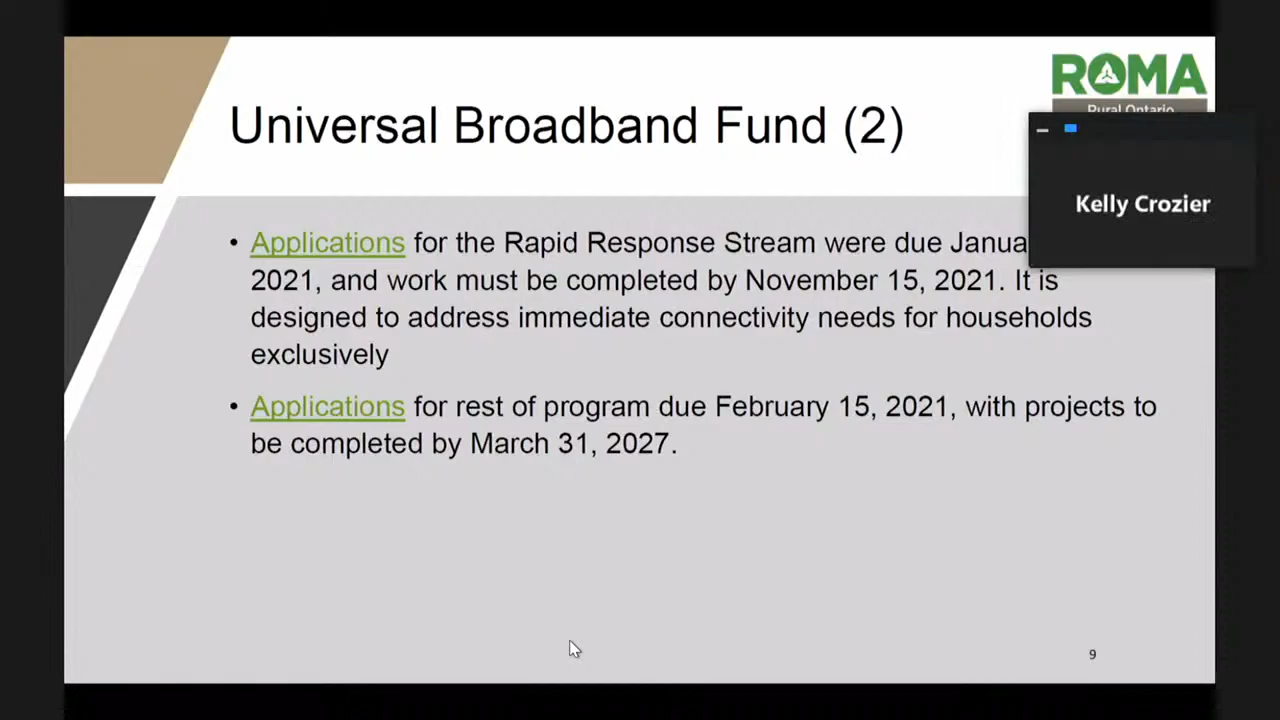 ROMA
Rural Ontario
Universal Broadband Fund (2)
Kelly Crozier
• Applications for the Rapid Response Stream were due
2021, and work must be completed by November 15, 2021. It is
designed to address immediate connectivity needs for households
exclusively
• Applications for rest of program due February 15, 2021, with projects to
be completed by March 31, 2027.
9